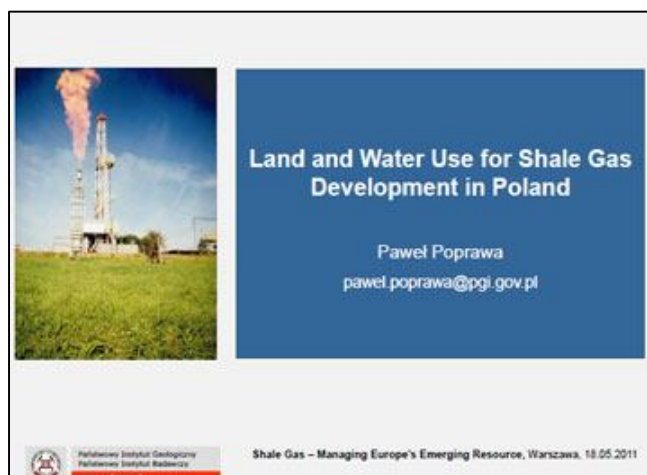 Land and Water Use for Shale Gas
Development in Poland
Paweł Poprawa
pawel.poprawa@pgi.gov.pl
Państwowy Instytut Geologiczny
Państwowy Instytut Badawczy
Shale Gas – Managing Europe's Emerging Resource, Warszawa, 18.05.2011